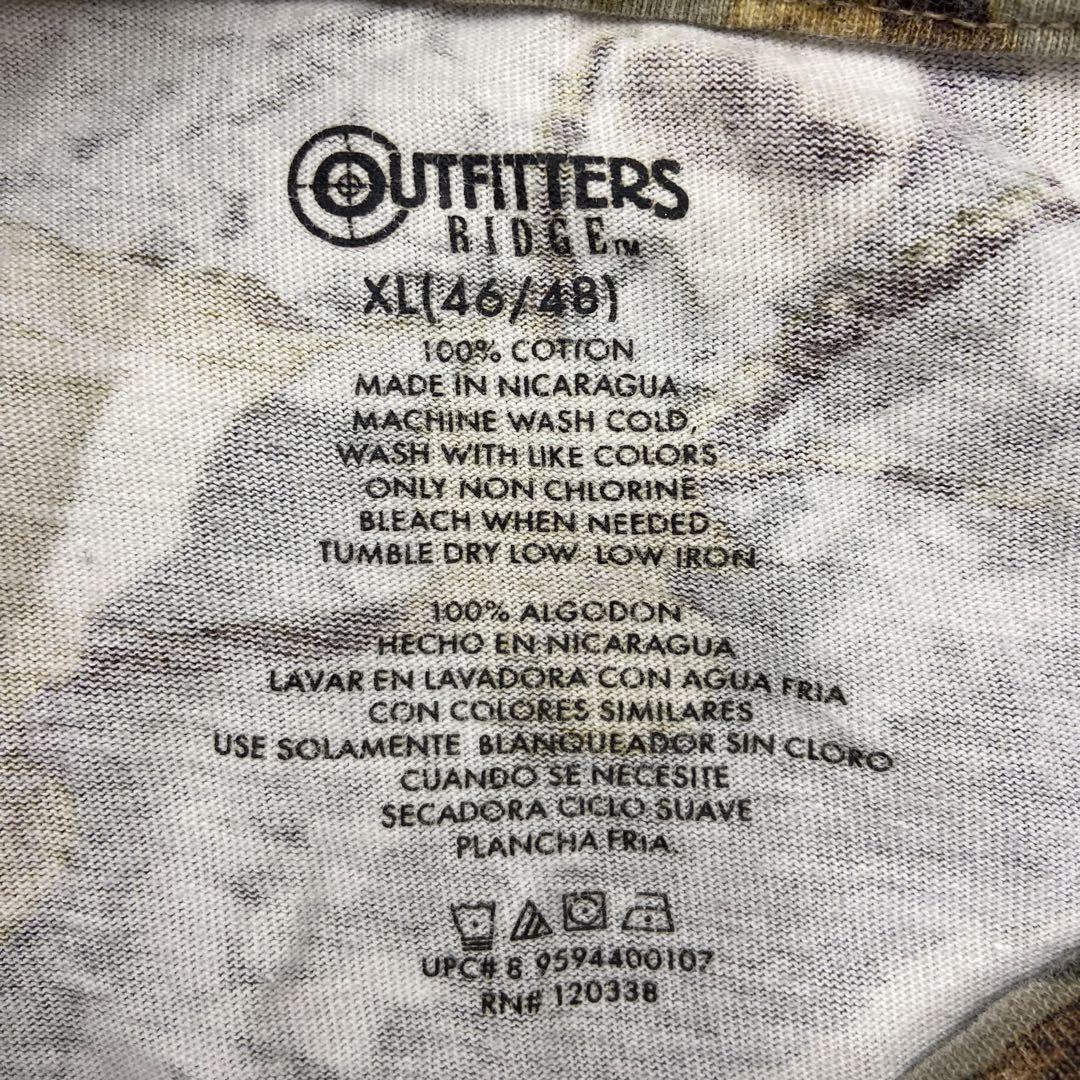 OUTFITTERS
RIDGE™
XL(46/48)
100% COTTON
MADE IN NICARAGUA
MACHINE WASH COLD,
WASH WITH LIKE COLORS
ONLY NON CHLORINE
BLEACH WHEN NEEDED
TUMBLE DRY LOW LOW IRON
100% ALGODON
HECHO EN NICARAGUA
LAVAR EN LAVADORA CON AGUA FRIA
CON COLORES SIMILARES
USE SOLAMENTE BLANQUEADOR SIN CLORO
CUANDO SE NECESITE
SECADORA CICLO SUAVE
PLANCHA FRIA.
UPC# 8 9594400107
RN# 120338